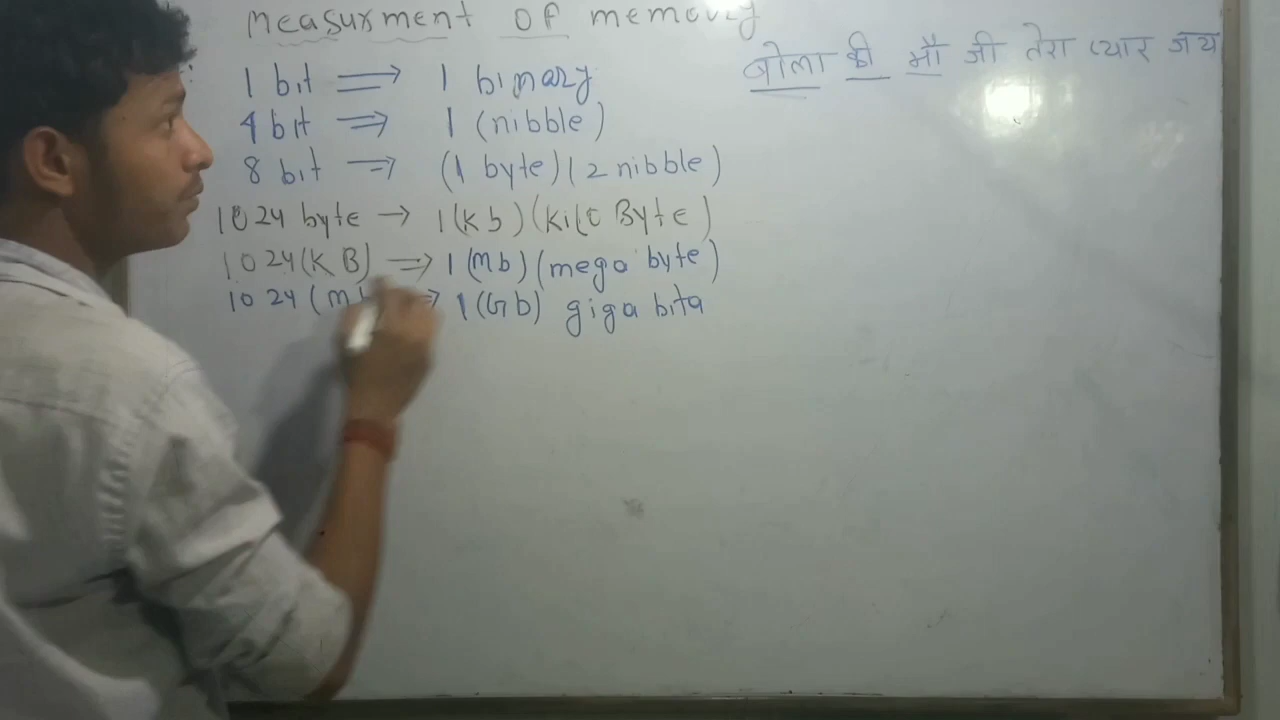 Measurment OF memory
बोला की माँ जी तेरा प्यार जय
1 bit ⟹ 1 binary
4 bit ⟹ 1 (nibble)
8 bit ⟹ (1 byte) (2 nibble)
1024 byte → 1(Kb) (Kilo Byte)
1024(KB) ⟹ 1 (Mb) (mega byte)
1024 (mb ⟹ 1 (Gb) giga bita